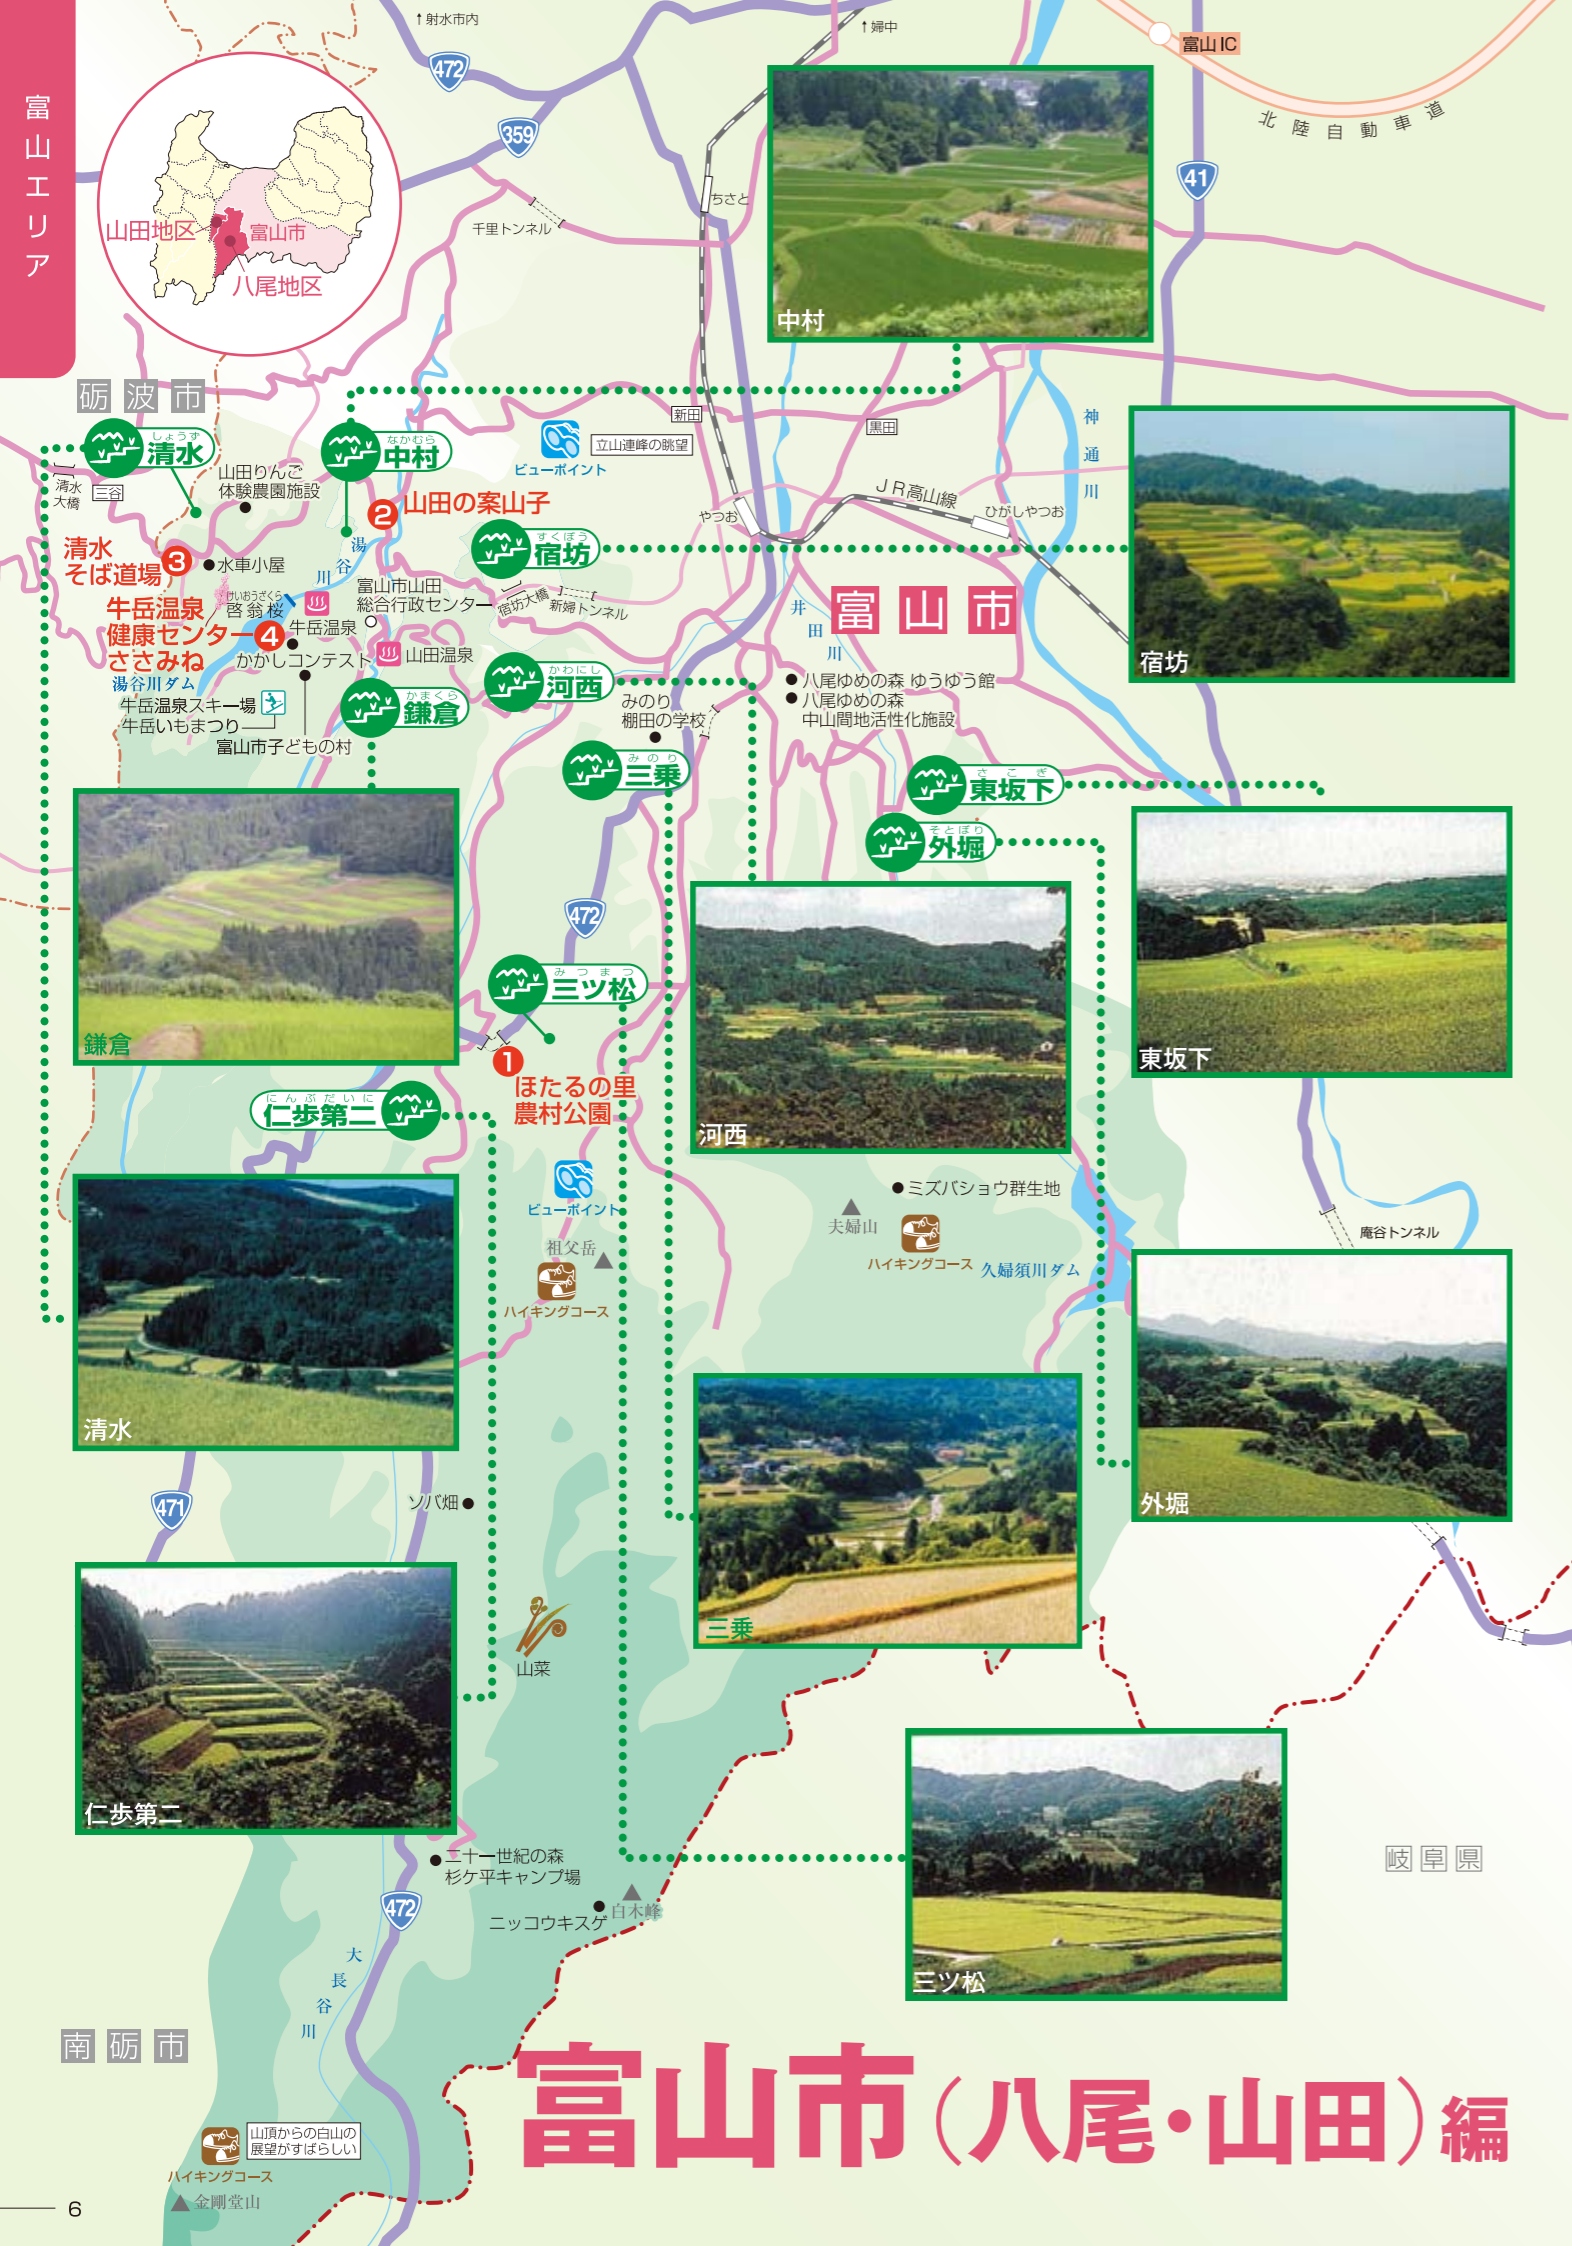 富山エリア
↑射水市内
↑婦中
富山IC
北陸自動車道
472
359
41
山田地区
富山市
八尾地区
千里トンネル
ちさと
中村
砺波市
しょうず
清水
なかむら
中村
新田
黒田
神通川
立山連峰の眺望
ビューポイント
清水
大橋
三谷
山田りんご
体験農園施設
2 山田の案山子
JR高山線
やつお
ひがしやつお
すくぼう
宿坊
宿坊
湯谷川
清水
そば道場 3
水車小屋
けいおうざくら
啓翁桜
富山市山田
総合行政センター
宿坊大橋
新婦トンネル
富山市
井田川
牛岳温泉
健康センター 4
ささみね
牛岳温泉
かかしコンテスト
山田温泉
湯谷川ダム
牛岳温泉スキー場
牛岳いもまつり
富山市子どもの村
かまくら
鎌倉
かわにし
河西
みのり
棚田の学校
八尾ゆめの森 ゆうゆう館
八尾ゆめの森
中山間地活性化施設
みのり
三乗
さこぎ
東坂下
そとぼり
外堀
鎌倉
472
河西
東坂下
みつまつ
三ツ松
1
ほたるの里
農村公園
にんぶだいに
仁歩第二
ビューポイント
祖父岳
ハイキングコース
ミズバショウ群生地
夫婦山
ハイキングコース
久婦須川ダム
庵谷トンネル
清水
外堀
471
ソバ畑
三乗
山菜
仁歩第二
二十一世紀の森
杉ケ平キャンプ場
472
ニッコウキスゲ
白木峰
三ツ松
岐阜県
大長谷川
南砺市
富山市（八尾・山田）編
山頂からの白山の
展望がすばらしい
ハイキングコース
金剛堂山
6